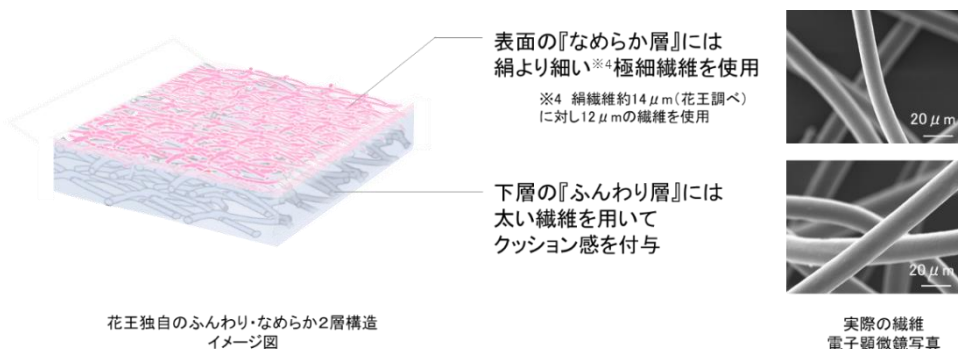 表面の『なめらか層』には
絹より細い※4極細繊維を使用
※4 絹繊維約14μm(花王調べ)
に対し12μmの繊維を使用
20μm
下層の『ふんわり層』には
太い繊維を用いて
クッション感を付与
20μm
花王独自のふんわり・なめらか2層構造
イメージ図
実際の繊維
電子顕微鏡写真